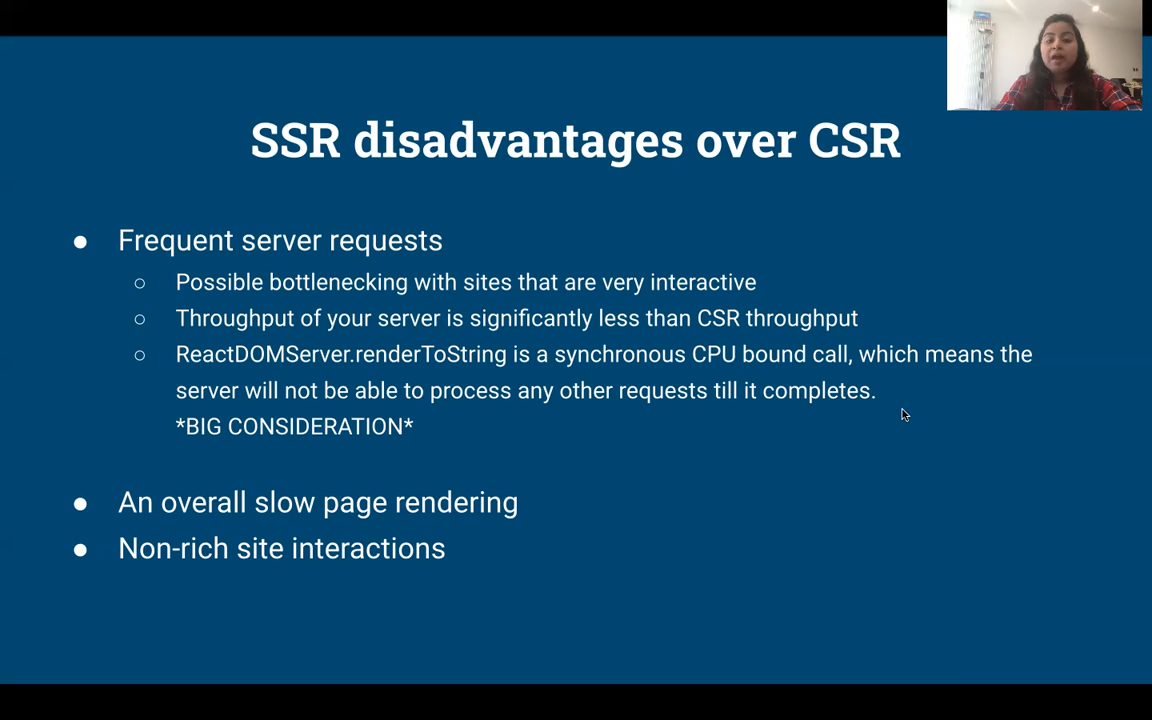 SSR disadvantages over CSR
● Frequent server requests
○ Possible bottlenecking with sites that are very interactive
○ Throughput of your server is significantly less than CSR throughput
○ ReactDOMServer.renderToString is a synchronous CPU bound call, which means the
server will not be able to process any other requests till it completes.
*BIG CONSIDERATION*
● An overall slow page rendering
● Non-rich site interactions